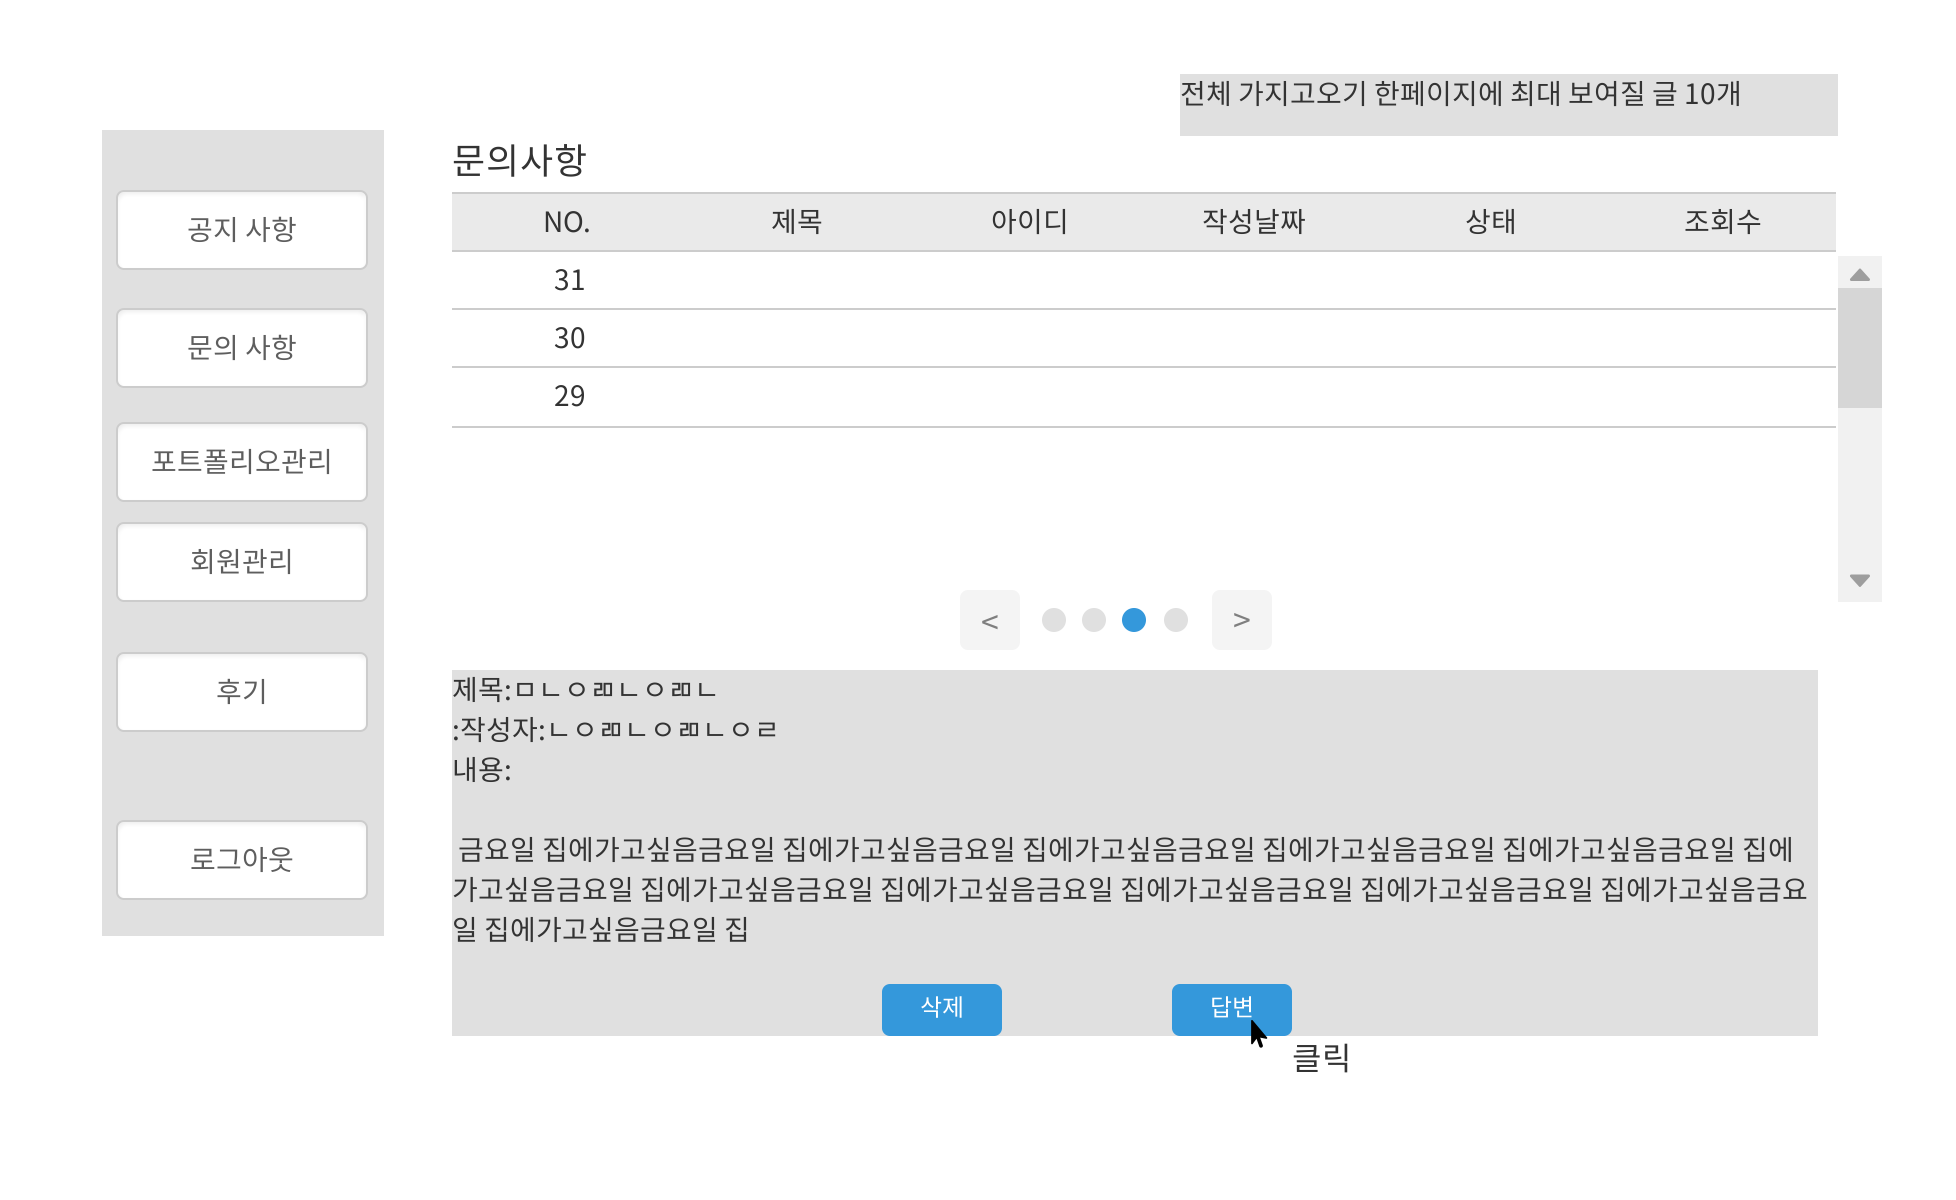 전체 가지고오기 한페이지에 최대 보여질 글 10개
공지 사항
문의 사항
포트폴리오관리
회원관리
후기
로그아웃
문의사항
NO. 제목 아이디 작성날짜 상태 조회수
31
30
29
< >
제목:ㅁㄴㅇㄻㄴㅇㄻㄴ
:작성자:ㄴㅇㄻㄴㅇㄻㄴㅇㄹ
내용:
금요일 집에가고싶음금요일 집에가고싶음금요일 집에가고싶음금요일 집에가고싶음금요일 집에가고싶음금요일 집에
가고싶음금요일 집에가고싶음금요일 집에가고싶음금요일 집에가고싶음금요일 집에가고싶음금요일 집에가고싶음금요
일 집에가고싶음금요일 집
삭제 답변
클릭